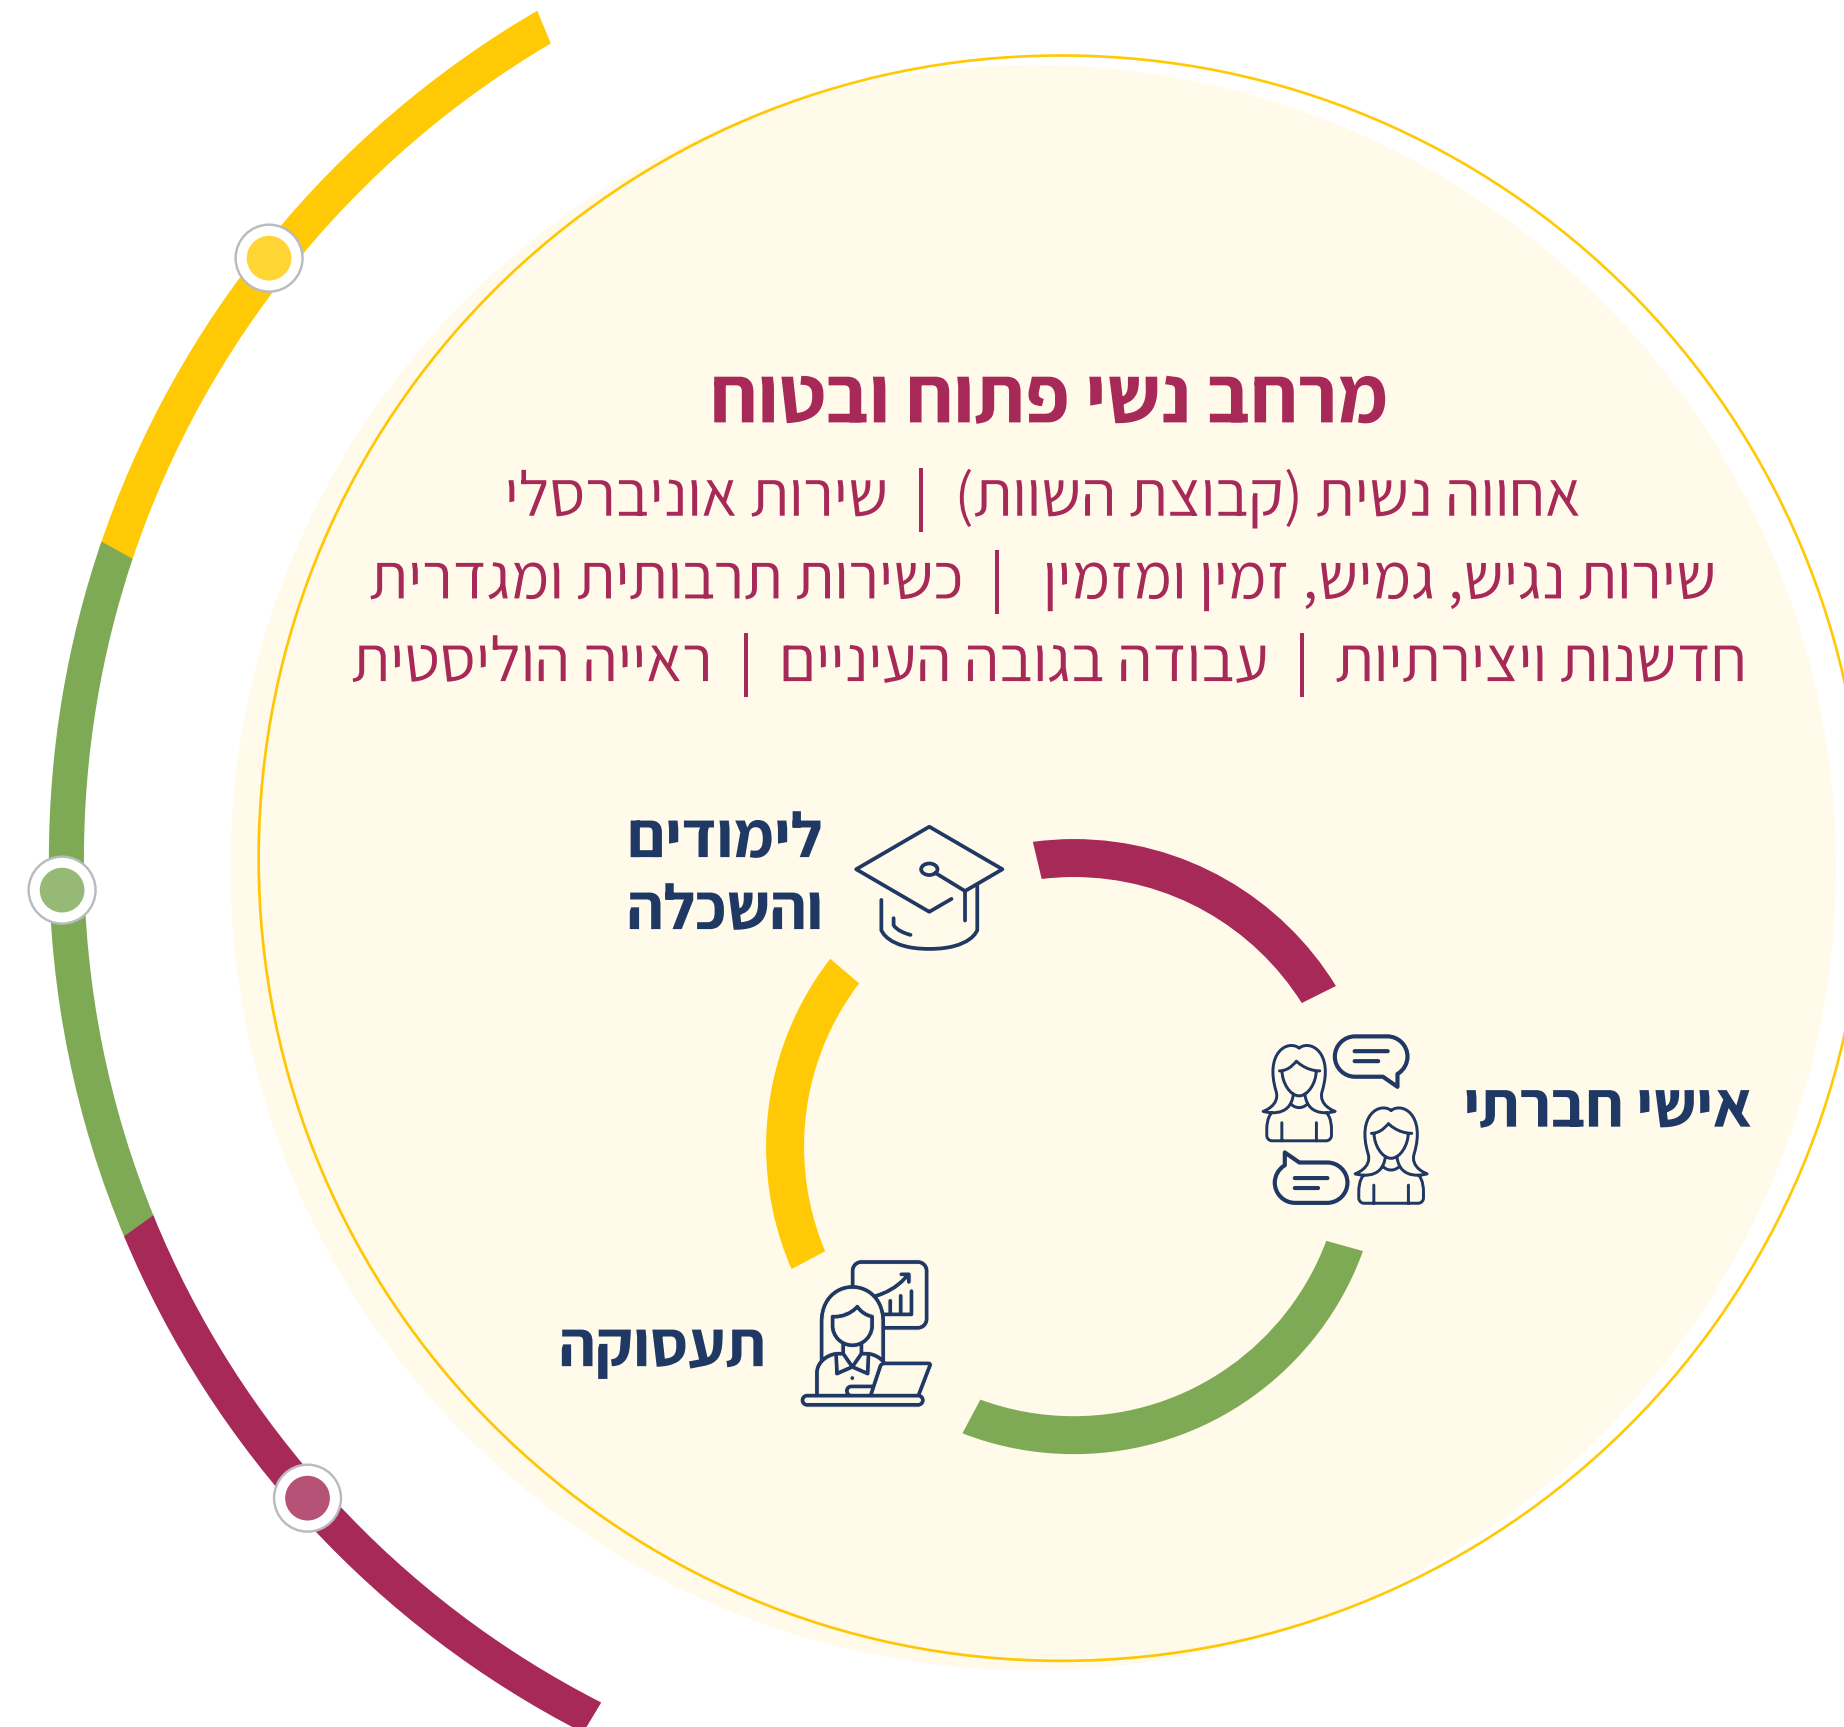 מרחב נשי פתוח ובטוח
אחווה נשית (קבוצת השוות) | שירות אוניברסלי
שירות נגיש, גמיש, זמין ומזמין | כשירות תרבותית ומגדרית
חדשנות ויצירתיות | עבודה בגובה העיניים | ראייה הוליסטית
לימודים
והשכלה
אישי חברתי
תעסוקה